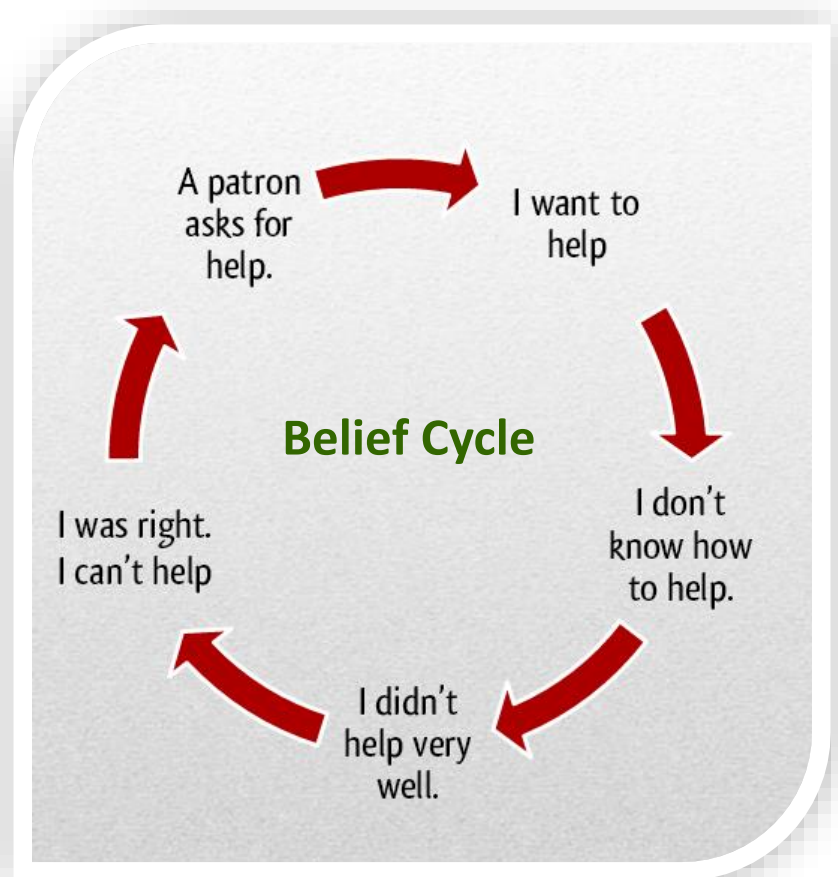 A patron
asks for
help.
I want to
help
Belief Cycle
I don't
know how
to help.
I didn't
help very
well.
I was right.
I can't help